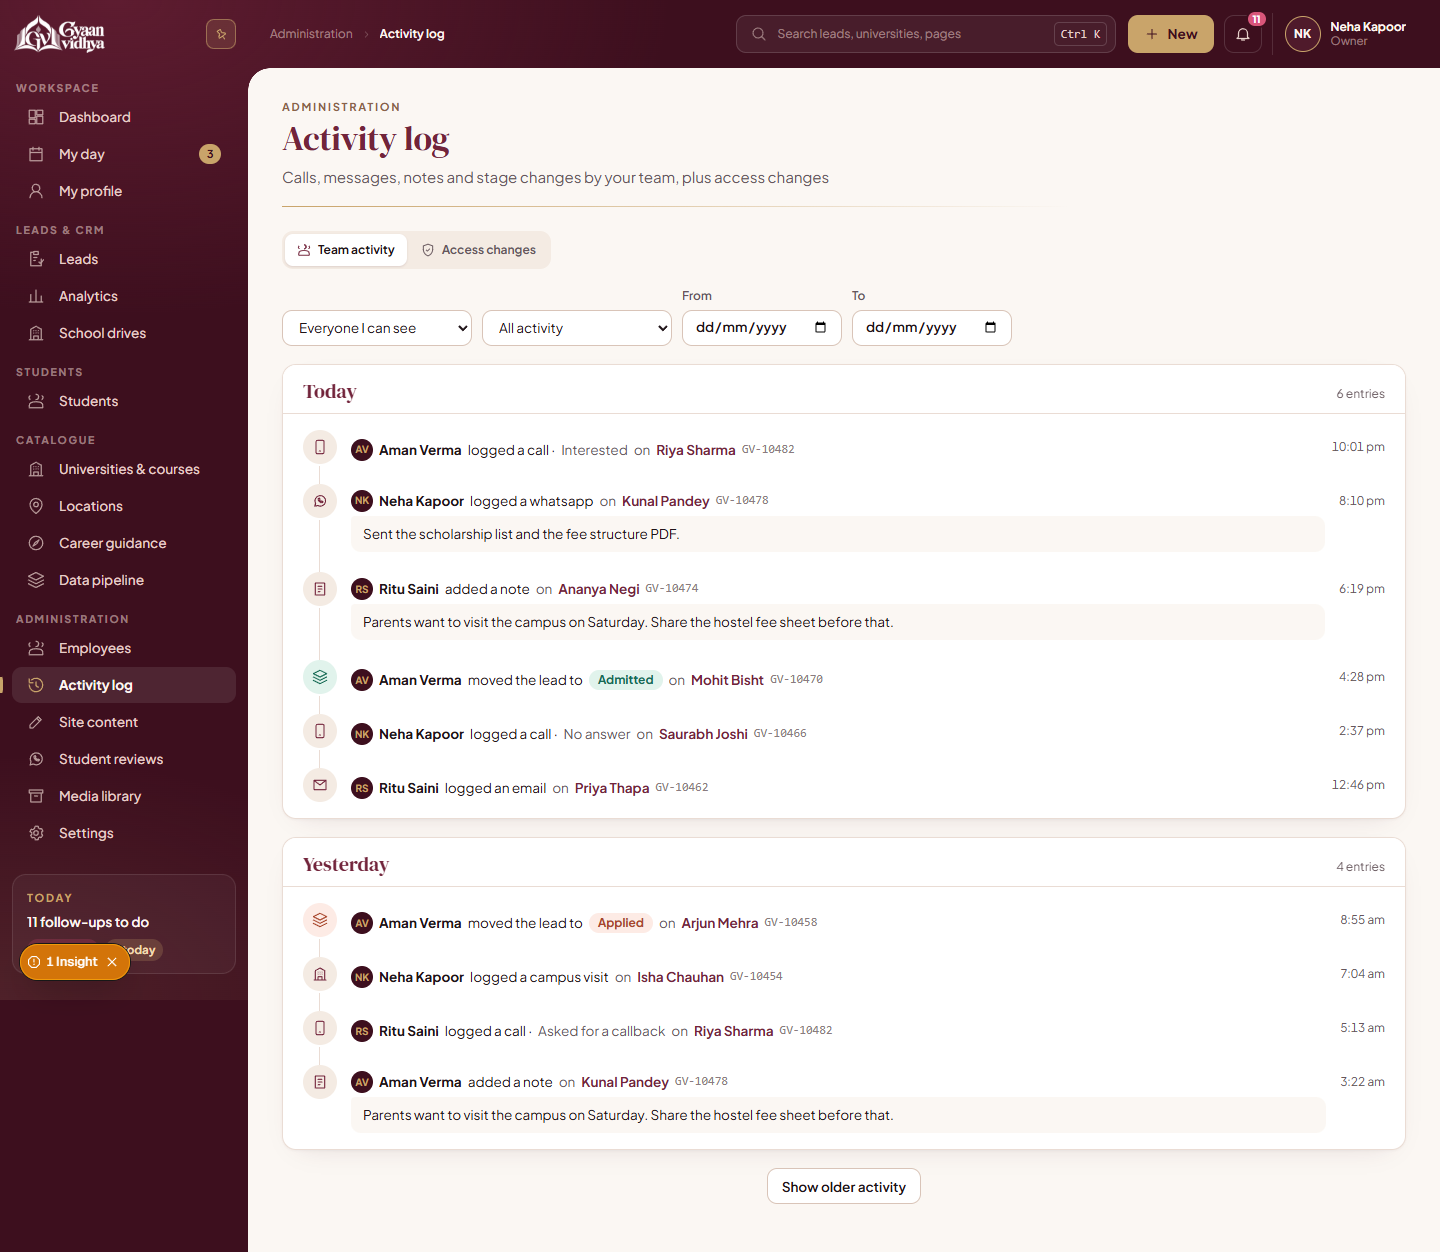 Gyaan vidhya
Administration › Activity log
Search leads, universities, pages
Ctrl K
New
11
NK
Neha Kapoor
Owner
WORKSPACE
Dashboard
My day
3
My profile
LEADS & CRM
Leads
Analytics
School drives
STUDENTS
Students
CATALOGUE
Universities & courses
Locations
Career guidance
Data pipeline
ADMINISTRATION
Employees
Activity log
Site content
Student reviews
Media library
Settings
TODAY
11 follow-ups to do
today
1 Insight
ADMINISTRATION
Activity log
Calls, messages, notes and stage changes by your team, plus access changes
Team activity
Access changes
From
To
Everyone I can see
All activity
dd/mm/yyyy
dd/mm/yyyy
Today
6 entries
AV Aman Verma logged a call · Interested on Riya Sharma GV-10482
10:01 pm
NK Neha Kapoor logged a whatsapp on Kunal Pandey GV-10478
8:10 pm
Sent the scholarship list and the fee structure PDF.
RS Ritu Saini added a note on Ananya Negi GV-10474
6:19 pm
Parents want to visit the campus on Saturday. Share the hostel fee sheet before that.
AV Aman Verma moved the lead to Admitted on Mohit Bisht GV-10470
4:28 pm
NK Neha Kapoor logged a call · No answer on Saurabh Joshi GV-10466
2:37 pm
RS Ritu Saini logged an email on Priya Thapa GV-10462
12:46 pm
Yesterday
4 entries
AV Aman Verma moved the lead to Applied on Arjun Mehra GV-10458
8:55 am
NK Neha Kapoor logged a campus visit on Isha Chauhan GV-10454
7:04 am
RS Ritu Saini logged a call · Asked for a callback on Riya Sharma GV-10482
5:13 am
AV Aman Verma added a note on Kunal Pandey GV-10478
3:22 am
Parents want to visit the campus on Saturday. Share the hostel fee sheet before that.
Show older activity